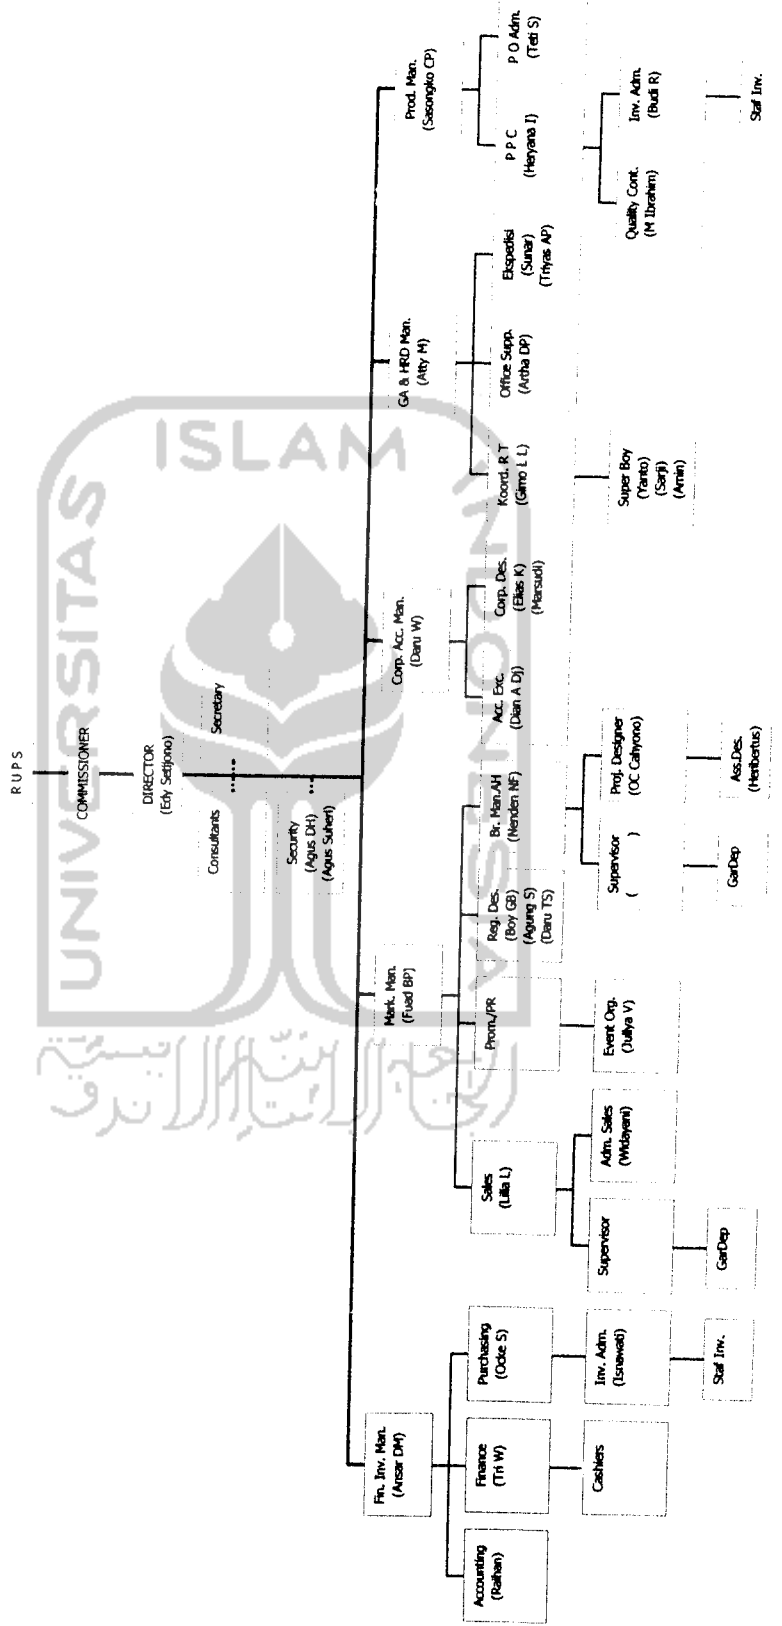 RUPS
COMMISSIONER
DIRECTOR
(Edy Setijono)
Consultants
Secretary
Security
(Agus DH)
(Agus Suheri)
Fin. Inv. Man.
(Ansar DM)
Mark. Man.
(Fuad BP)
Corp. Acc. Man.
(Daru W)
GA & HRD Man.
(Atty M)
Prod. Man.
(Sasongko CP)
Accounting
(Raihan)
Finance
(Tri W)
Purchasing
(Ocke S)
Sales
(Lilia L)
Prom./PR
Reg. Des.
(Boy GB)
(Agung S)
(Daru TS)
Br. Man.AH
(Nenden NF)
Acc. Exc.
(Dian A Dj)
Corp. Des.
(Elias K)
(Marsudi)
Koord. R T
(Gimo L L)
Office Supp.
(Artha DP)
Ekspedisi
(Sunar)
(Triyas AP)
P P C
(Heryana I)
P O Adm.
(Teti S)
Cashiers
Inv. Adm.
(Isnawati)
Supervisor
Adm. Sales
(Widayani)
Event Org.
(Juliya V)
Supervisor
( )
Proj. Designer
(OC Cahyono)
Super Boy
(Yanto)
(Sarji)
(Amin)
Quality Cont.
(M Ibrahim)
Inv. Adm.
(Budi R)
Staf Inv.
GarDep
GarDep
Ass.Des.
(Heribertus)
Staf Inv.
UNIVERSITAS
ISLAM
INDONESIA